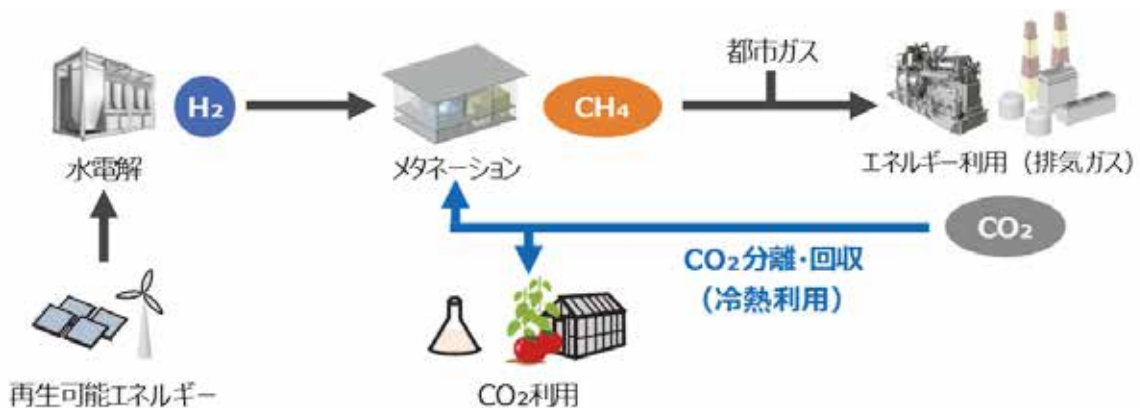 都市ガス
H₂
CH₄
水電解
メタネーション
エネルギー利用（排気ガス）
CO₂
CO₂分離・回収
（冷熱利用）
再生可能エネルギー
CO₂利用